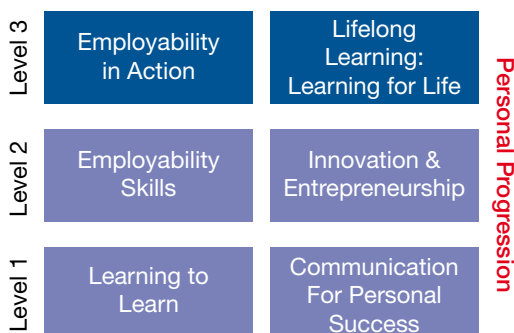 Level 3
Employability
in Action
Lifelong
Learning:
Learning for Life
Level 2
Employability
Skills
Innovation &
Entrepreneurship
Level 1
Learning to
Learn
Communication
For Personal
Success
Personal Progression